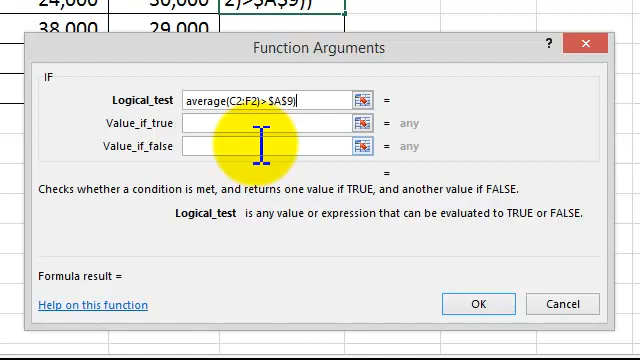 24,000 30,000 2)>$A$9))
38,000 29,000
Function Arguments ? x
IF
Logical_test average(C2:F2)>$A$9) =
Value_if_true = any
Value_if_false = any
=
Checks whether a condition is met, and returns one value if TRUE, and another value if FALSE.
Logical_test is any value or expression that can be evaluated to TRUE or FALSE.
Formula result =
Help on this function OK Cancel